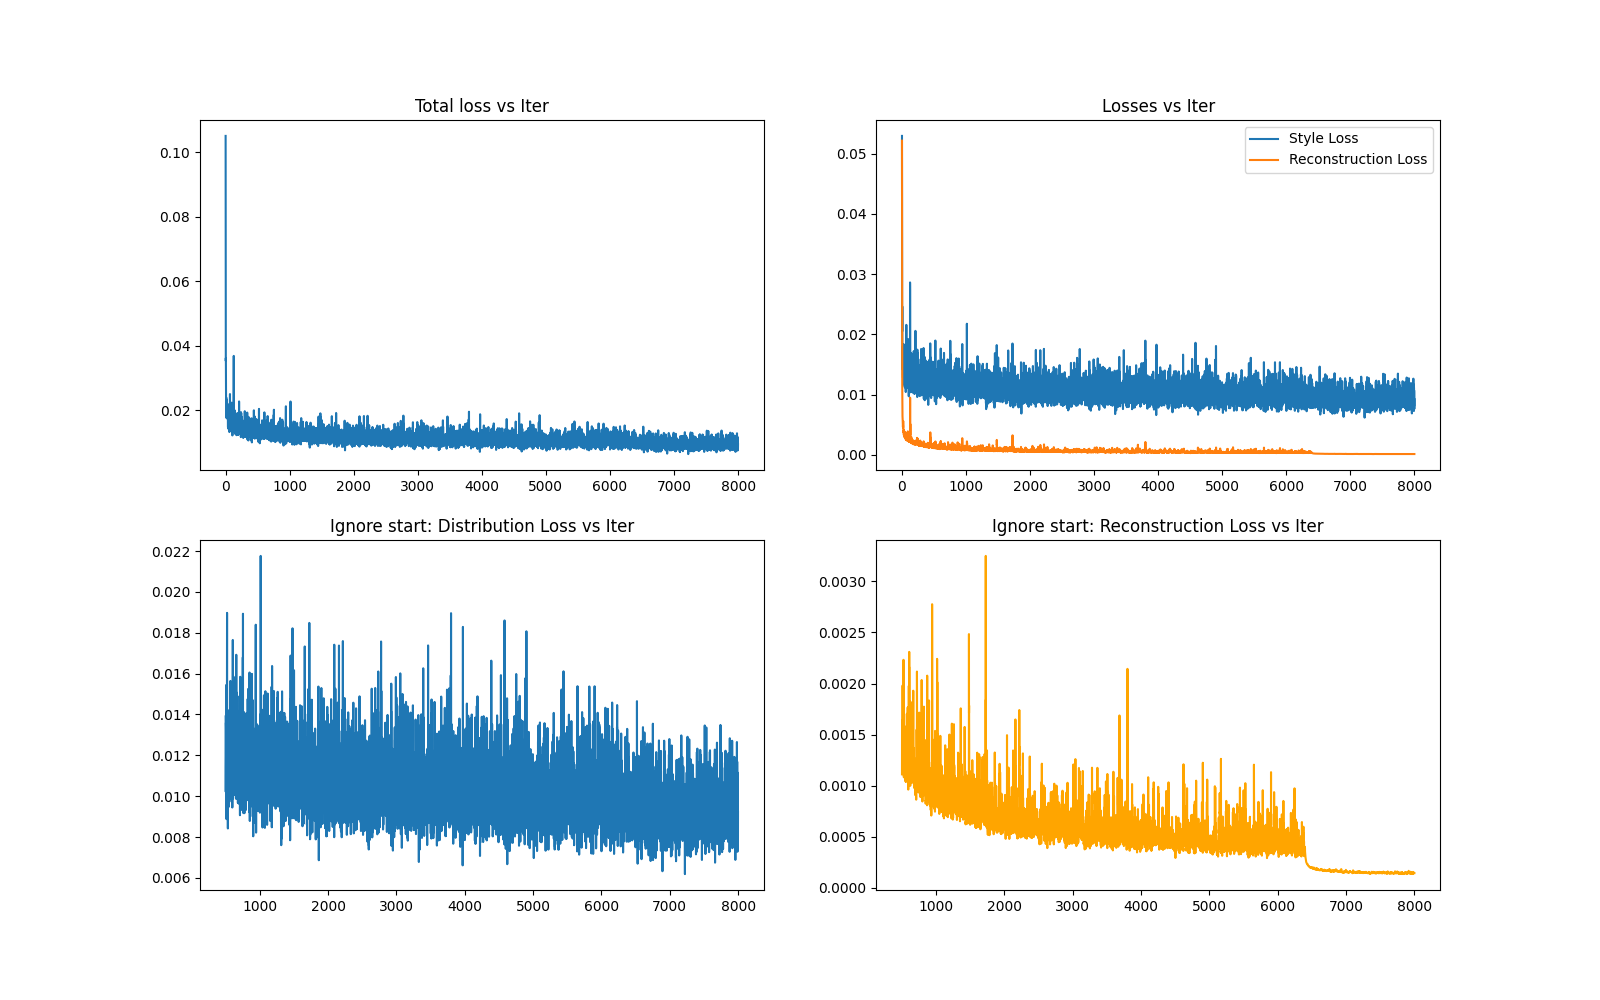 Total loss vs Iter
0.10
0.08
0.06
0.04
0.02
0 1000 2000 3000 4000 5000 6000 7000 8000
Losses vs Iter
Style Loss
Reconstruction Loss
0.05
0.04
0.03
0.02
0.01
0.00
0 1000 2000 3000 4000 5000 6000 7000 8000
Ignore start: Distribution Loss vs Iter
0.022
0.020
0.018
0.016
0.014
0.012
0.010
0.008
0.006
1000 2000 3000 4000 5000 6000 7000 8000
Ignore start: Reconstruction Loss vs Iter
0.0030
0.0025
0.0020
0.0015
0.0010
0.0005
0.0000
1000 2000 3000 4000 5000 6000 7000 8000